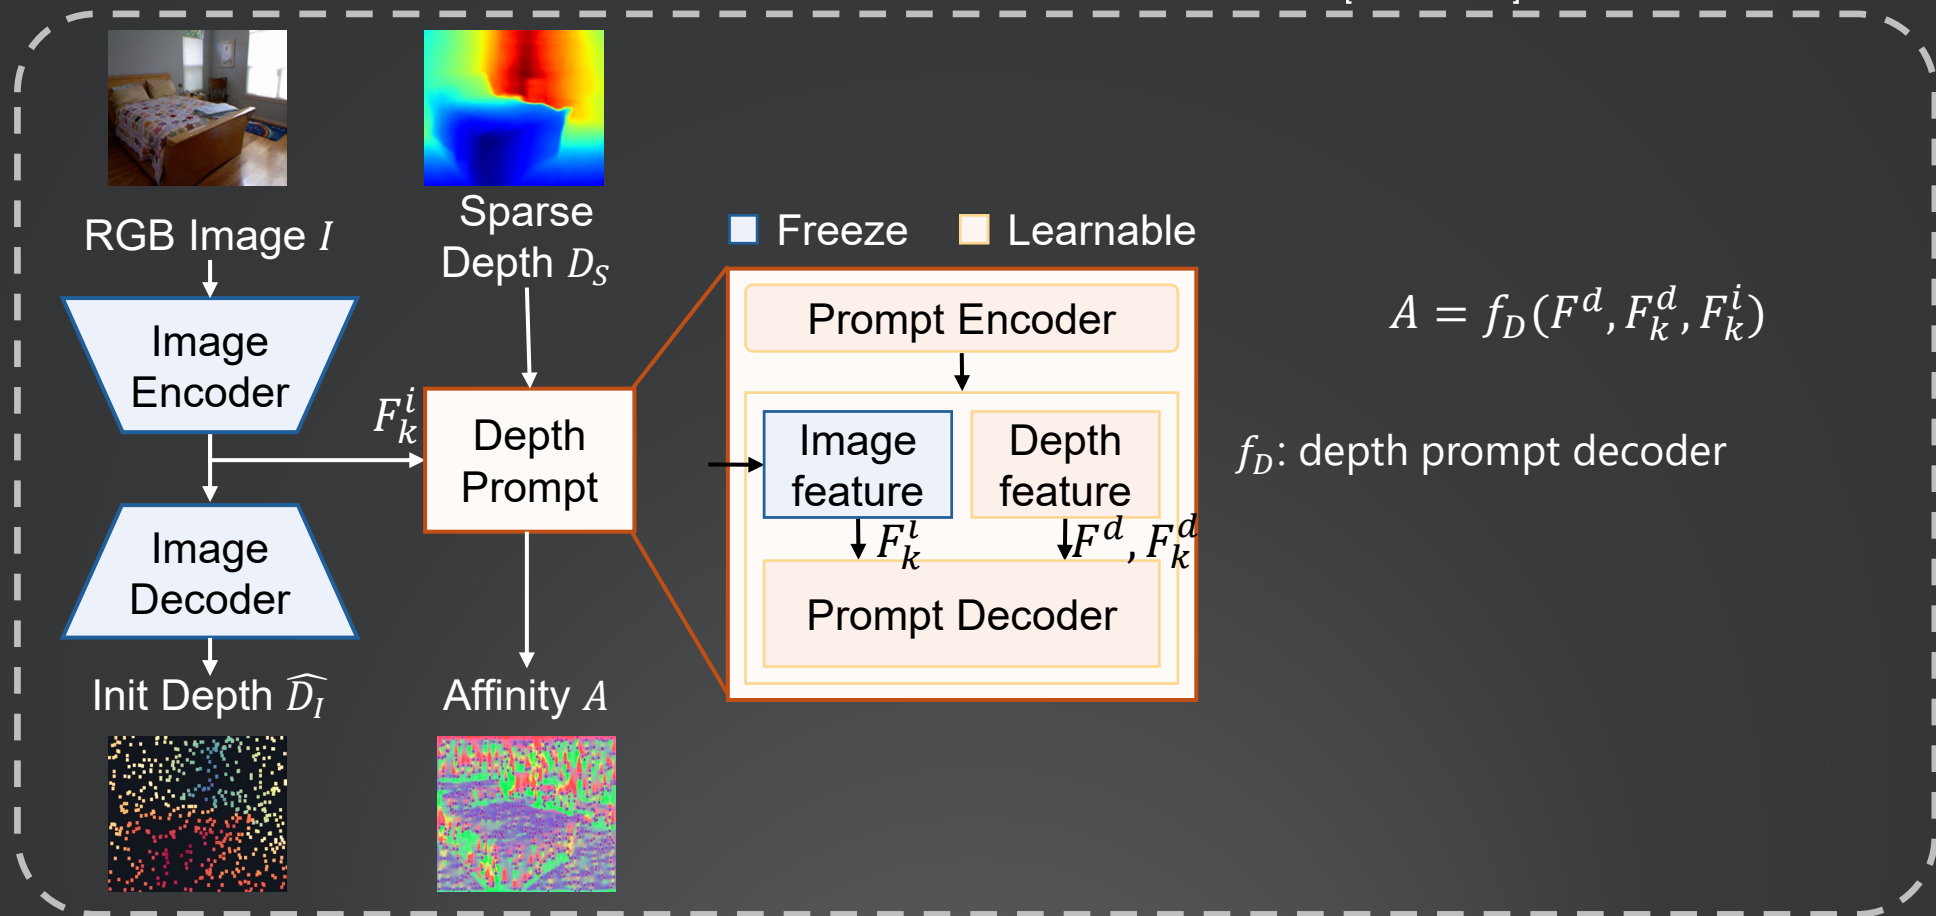 RGB Image I
Sparse
Depth D_S
Freeze
Learnable
Image
Encoder
F_k^i
Depth
Prompt
Image
Decoder
Init Depth \widehat{D_I}
Affinity A
Prompt Encoder
Image
feature
Depth
feature
F_k^i
F^d, F_k^d
Prompt Decoder
A = f_D(F^d, F_k^d, F_k^i)
f_D: depth prompt decoder